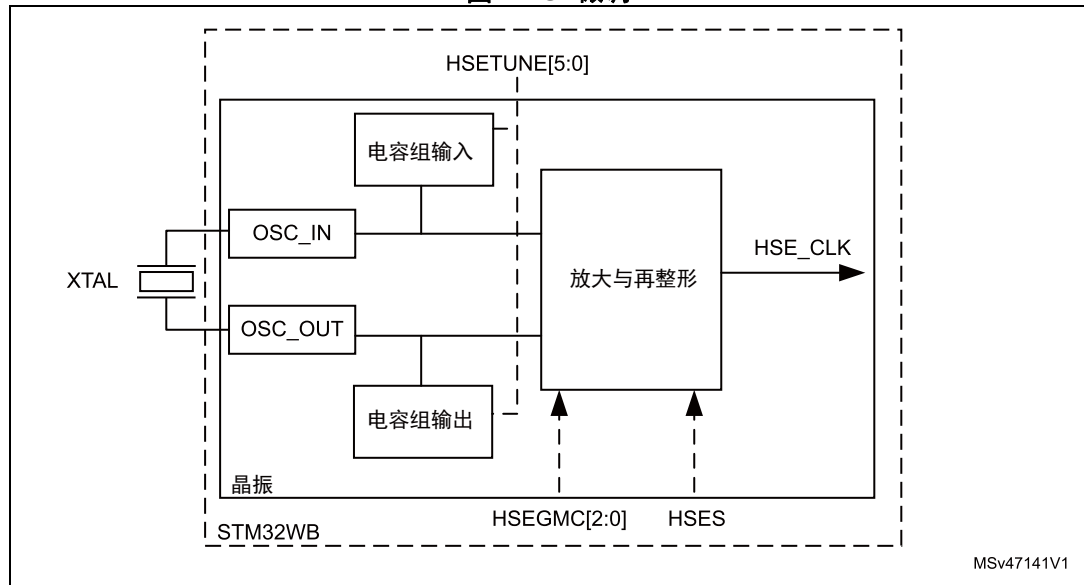 HSETUNE[5:0]
电容组输入
OSC_IN
HSE_CLK
XTAL
放大与再整形
OSC_OUT
电容组输出
晶振
HSEGMC[2:0] HSES
STM32WB
MSv47141V1